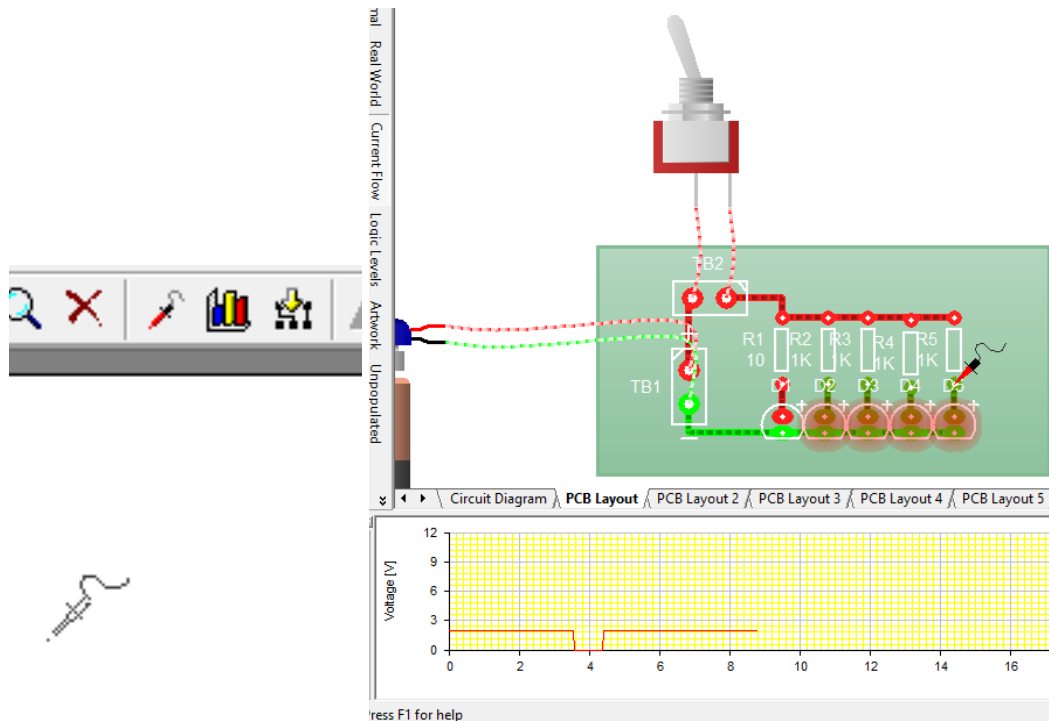 mal
Real World
Current Flow
Logic Levels
Artwork
Unpopulated
TB2
+
TB1
R1
10
R2
1K
R3
1K
R4
1K
R5
1K
D1
D2
D3
D4
D5
+ + + +
Circuit Diagram
PCB Layout
PCB Layout 2
PCB Layout 3
PCB Layout 4
PCB Layout 5
Voltage [V]
12
9
6
3
0
0 2 4 6 8 10 12 14 16
Press F1 for help